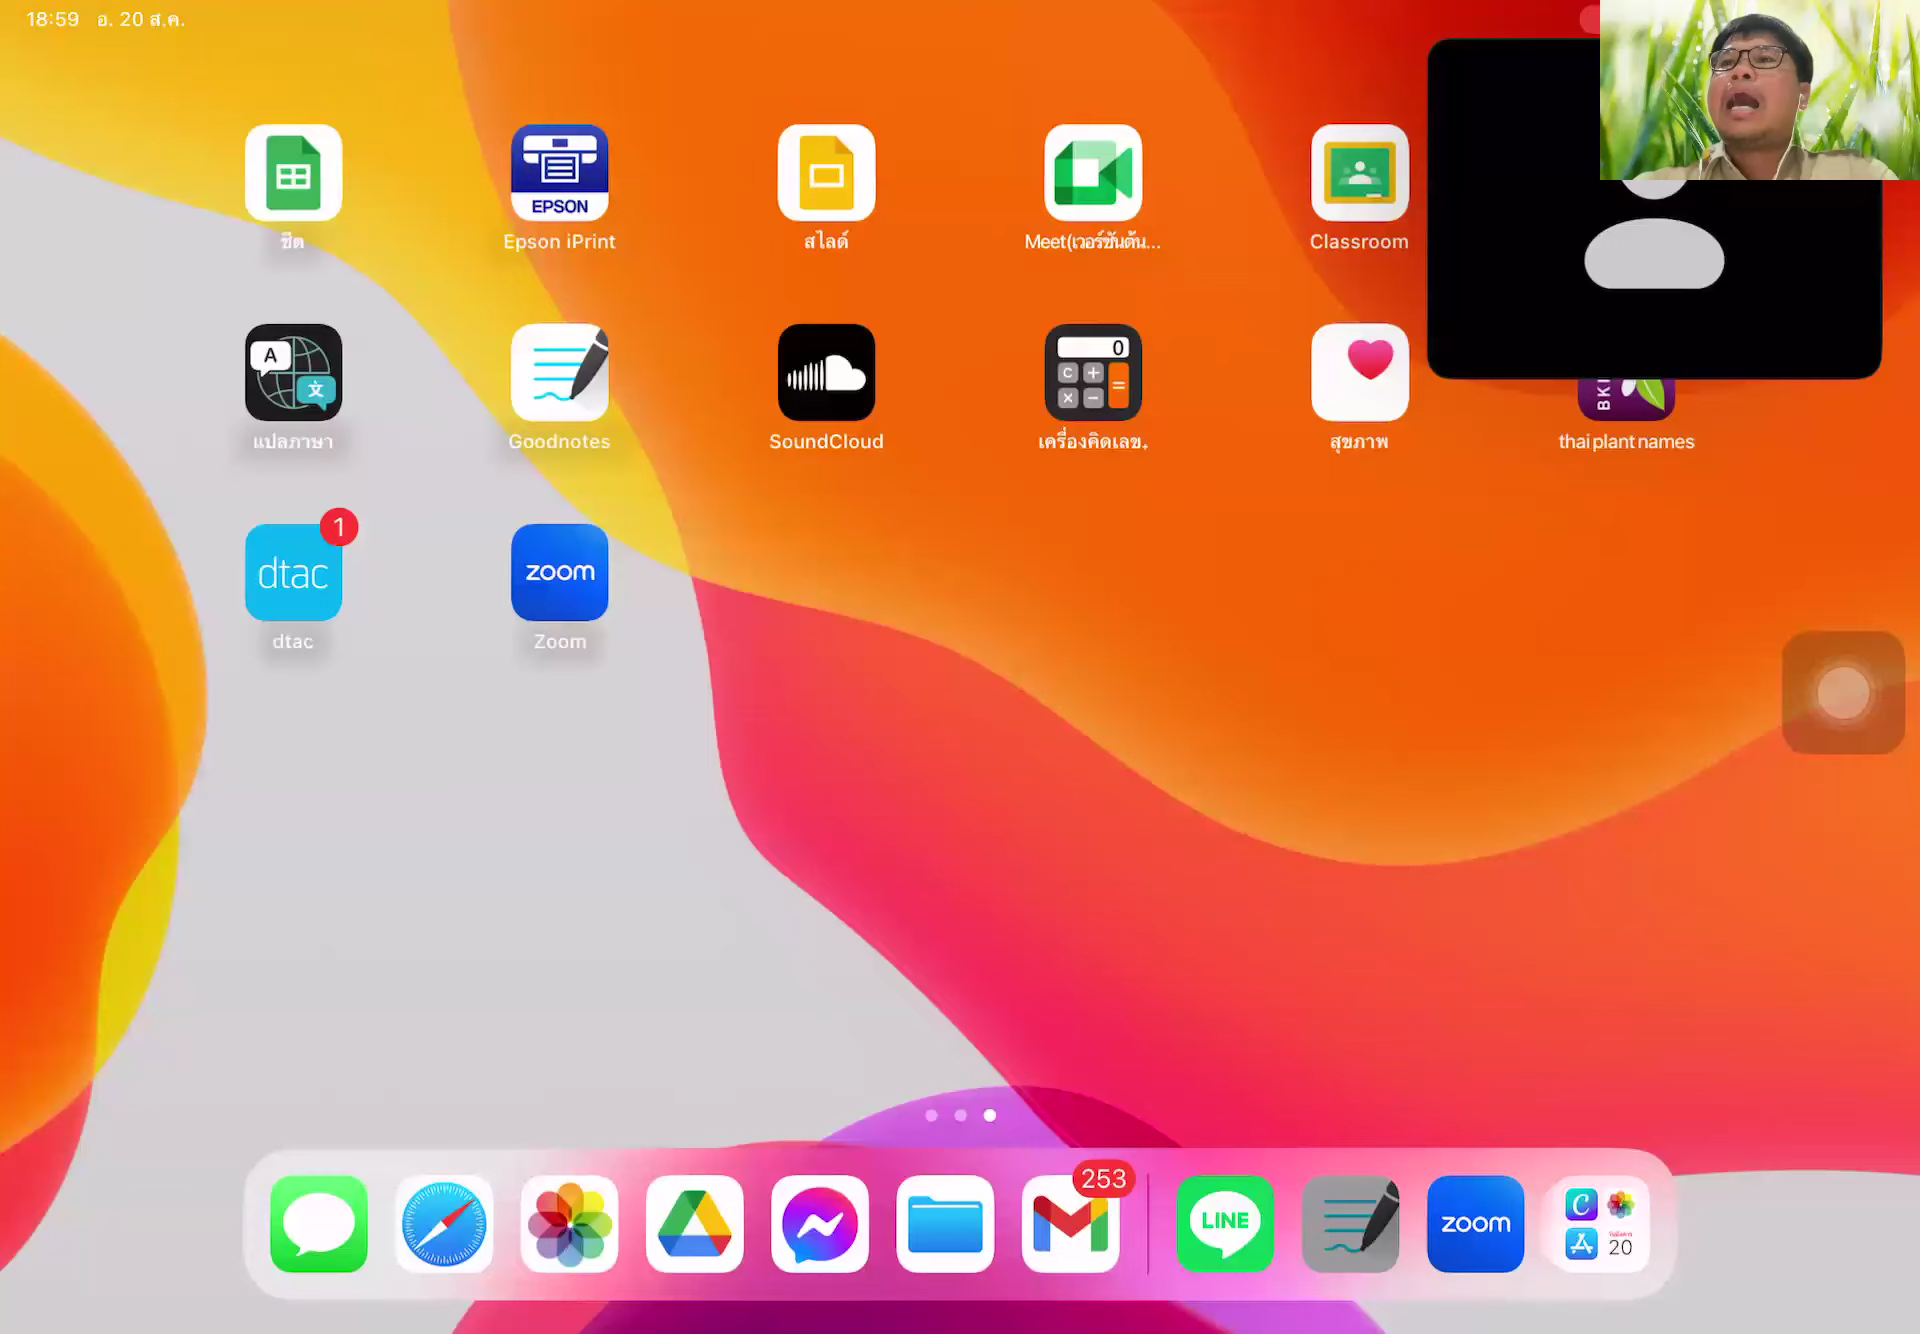 18:59 อ. 20 ส.ค.
EPSON
ชีต
Epson iPrint
สไลด์
Meet (เวอร์ชันต้น...
Classroom
A
文
0
C + = × −
BKI
แปลภาษา
Goodnotes
SoundCloud
เครื่องคิดเลข.
สุขภาพ
thai plant names
1
dtac
zoom
dtac
Zoom
253
LINE
zoom
C
20